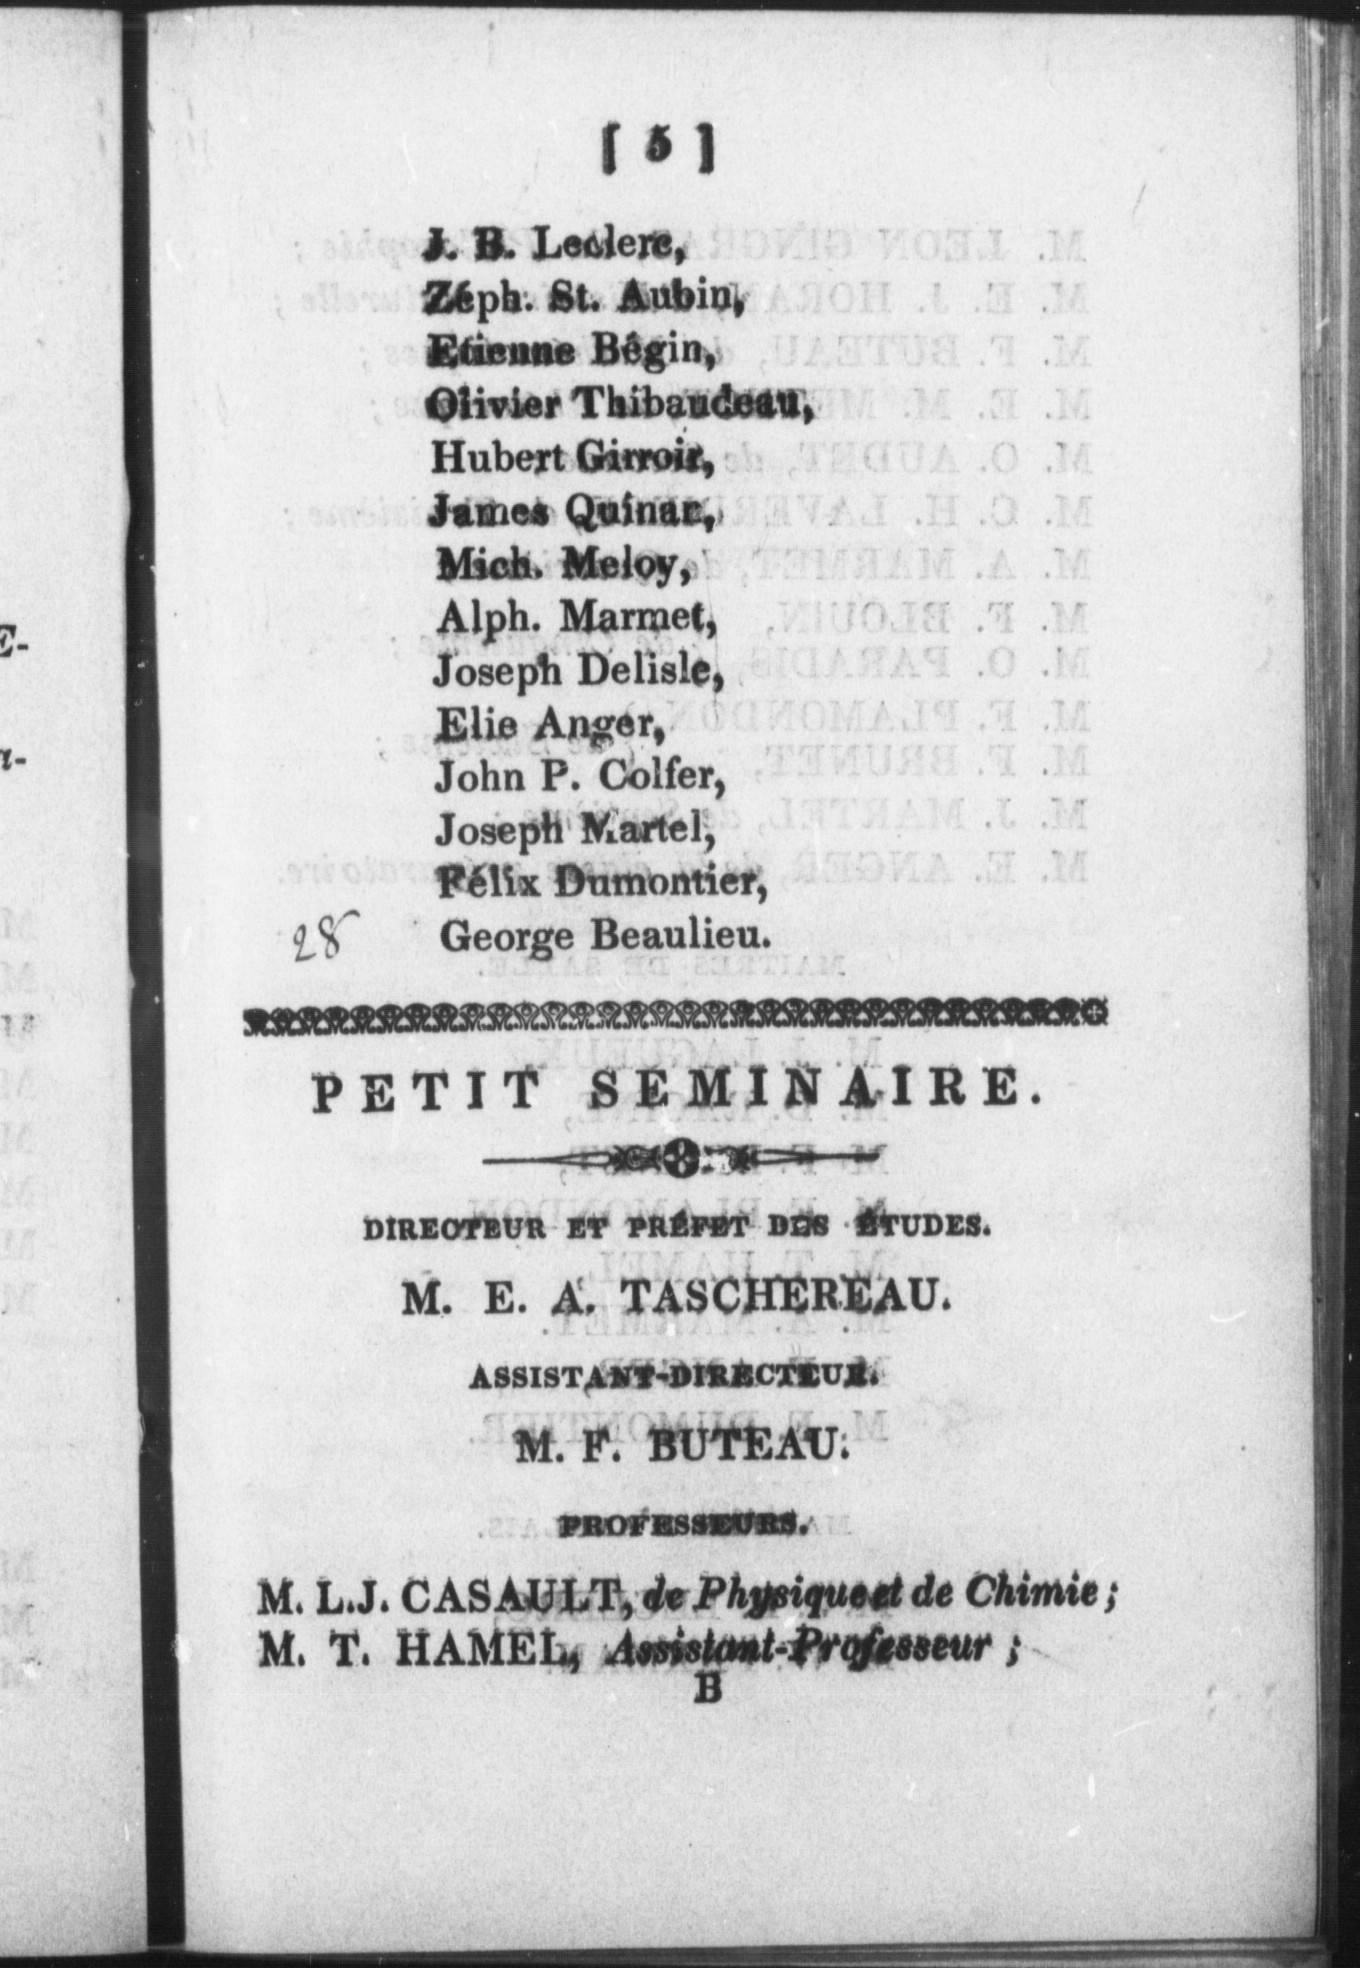 [ 5 ]
J. B. Leclerc,
Zéph. St. Aubin,
Etienne Bégin,
Olivier Thibaudeau,
Hubert Girroir,
James Quinan,
Mich. Meloy,
Alph. Marmet,
Joseph Delisle,
Elie Anger,
John P. Colfer,
Joseph Martel,
Félix Dumontier,
28 George Beaulieu.
PETIT SEMINAIRE.
DIRECTEUR ET PRÉFET DES ÉTUDES.
M. E. A. TASCHEREAU.
ASSISTANT-DIRECTEUR.
M. F. BUTEAU.
PROFESSEURS.
M. L.J. CASAULT, de Physique et de Chimie ;
M. T. HAMEL, Assistant-Professeur ;
B